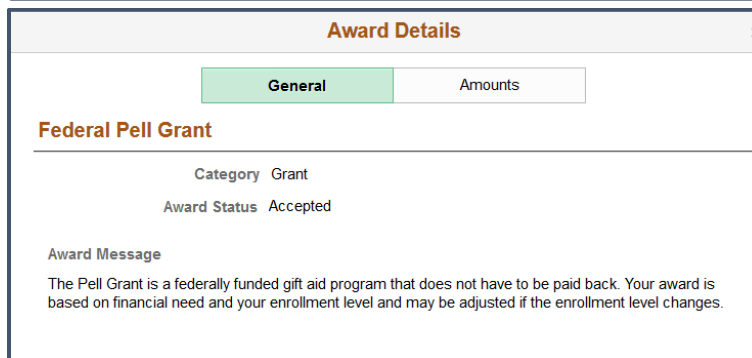 Award Details
General Amounts
Federal Pell Grant
Category Grant
Award Status Accepted
Award Message
The Pell Grant is a federally funded gift aid program that does not have to be paid back. Your award is
based on financial need and your enrollment level and may be adjusted if the enrollment level changes.